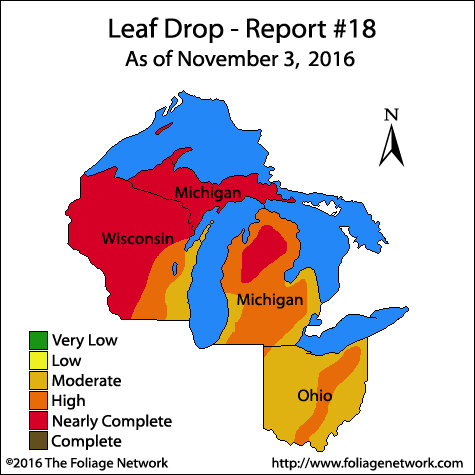 Leaf Drop - Report #18
As of November 3, 2016
N
Michigan
Wisconsin
Michigan
Ohio
Very Low
Low
Moderate
High
Nearly Complete
Complete
©2016 The Foliage Network
http://www.foliagenetwork.com